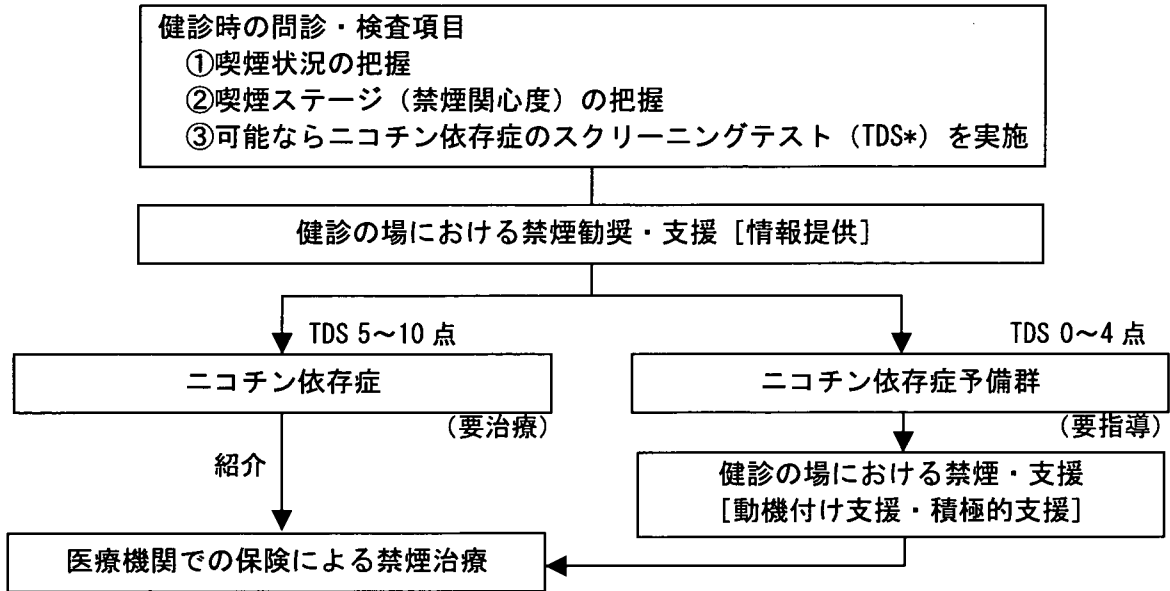 健診時の問診・検査項目
①喫煙状況の把握
②喫煙ステージ（禁煙関心度）の把握
③可能ならニコチン依存症のスクリーニングテスト（TDS*）を実施
健診の場における禁煙勧奨・支援［情報提供］
TDS 5～10 点
TDS 0～4 点
ニコチン依存症
ニコチン依存症予備群
（要治療）
（要指導）
紹介
健診の場における禁煙・支援
［動機付け支援・積極的支援］
医療機関での保険による禁煙治療